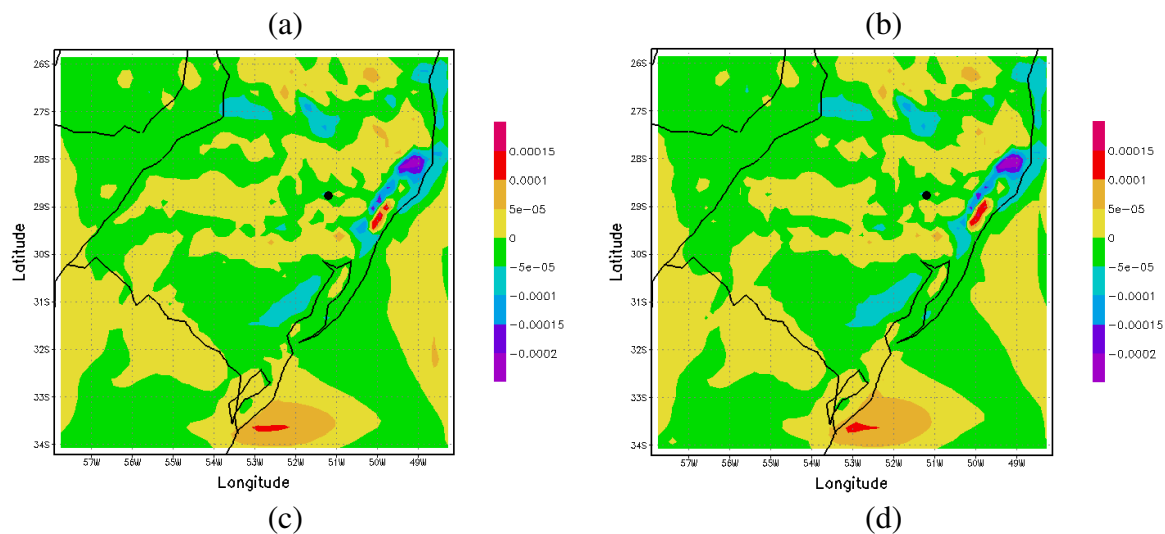 (a)
(b)
26S
27S
28S
29S
30S
31S
32S
33S
34S
Latitude
57W 56W 55W 54W 53W 52W 51W 50W 49W
Longitude
0.00015
0.0001
5e-05
0
-5e-05
-0.0001
-0.00015
-0.0002
26S
27S
28S
29S
30S
31S
32S
33S
34S
Latitude
57W 56W 55W 54W 53W 52W 51W 50W 49W
Longitude
0.00015
0.0001
5e-05
0
-5e-05
-0.0001
-0.00015
-0.0002
(c)
(d)